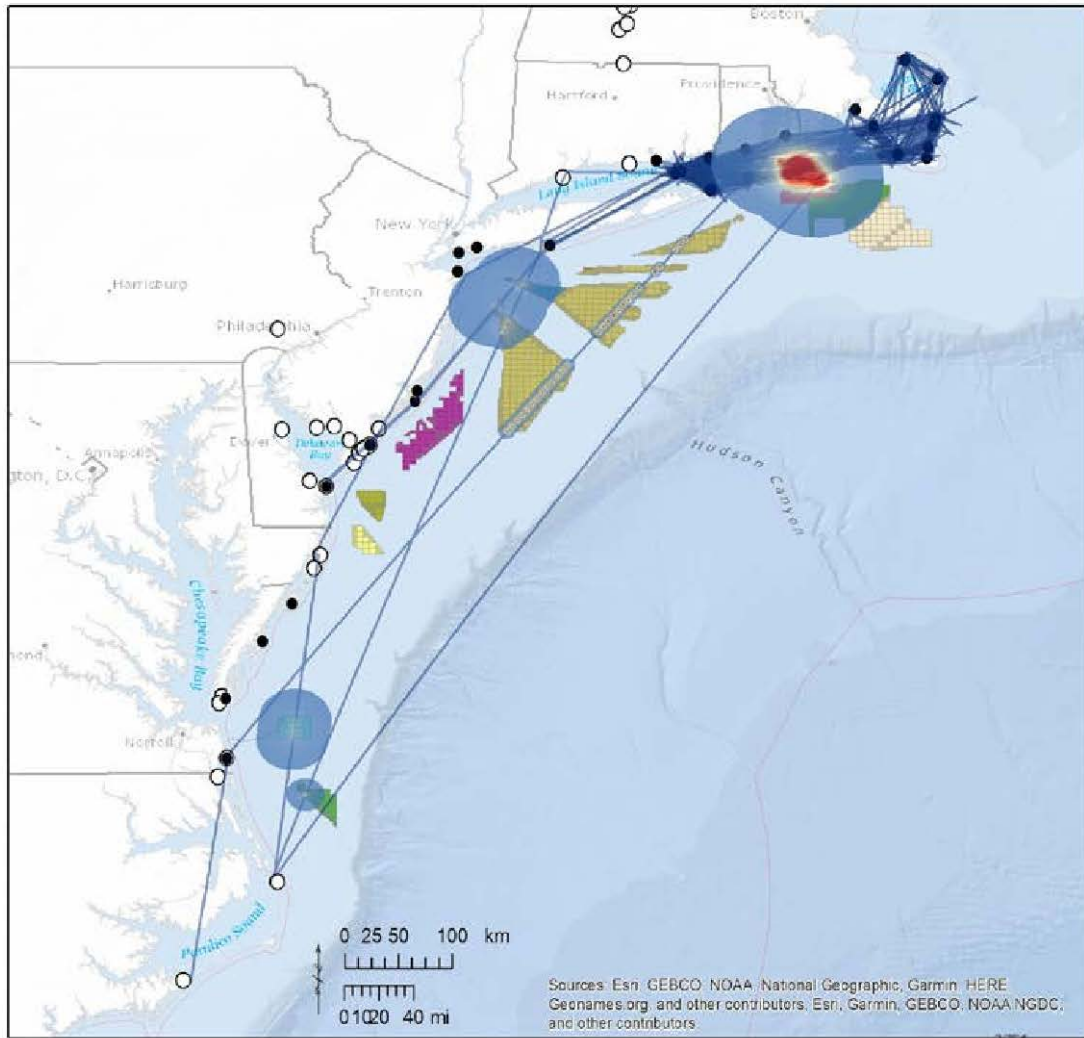 Boston
Providence
Hartford
Long Island Sound
New York
Harrisburg
Trenton
Philadelphia
Dover
Delaware
Bay
Annapolis
gton, D.C.
Hudson Canyon
Chesapeake Bay
mond
Norfolk
Pamlico Sound
0 25 50 100 km
0 10 20 40 mi
Sources: Esri, GEBCO, NOAA, National Geographic, Garmin, HERE,
Geonames.org, and other contributors, Esri, Garmin, GEBCO, NOAA NGDC,
and other contributors